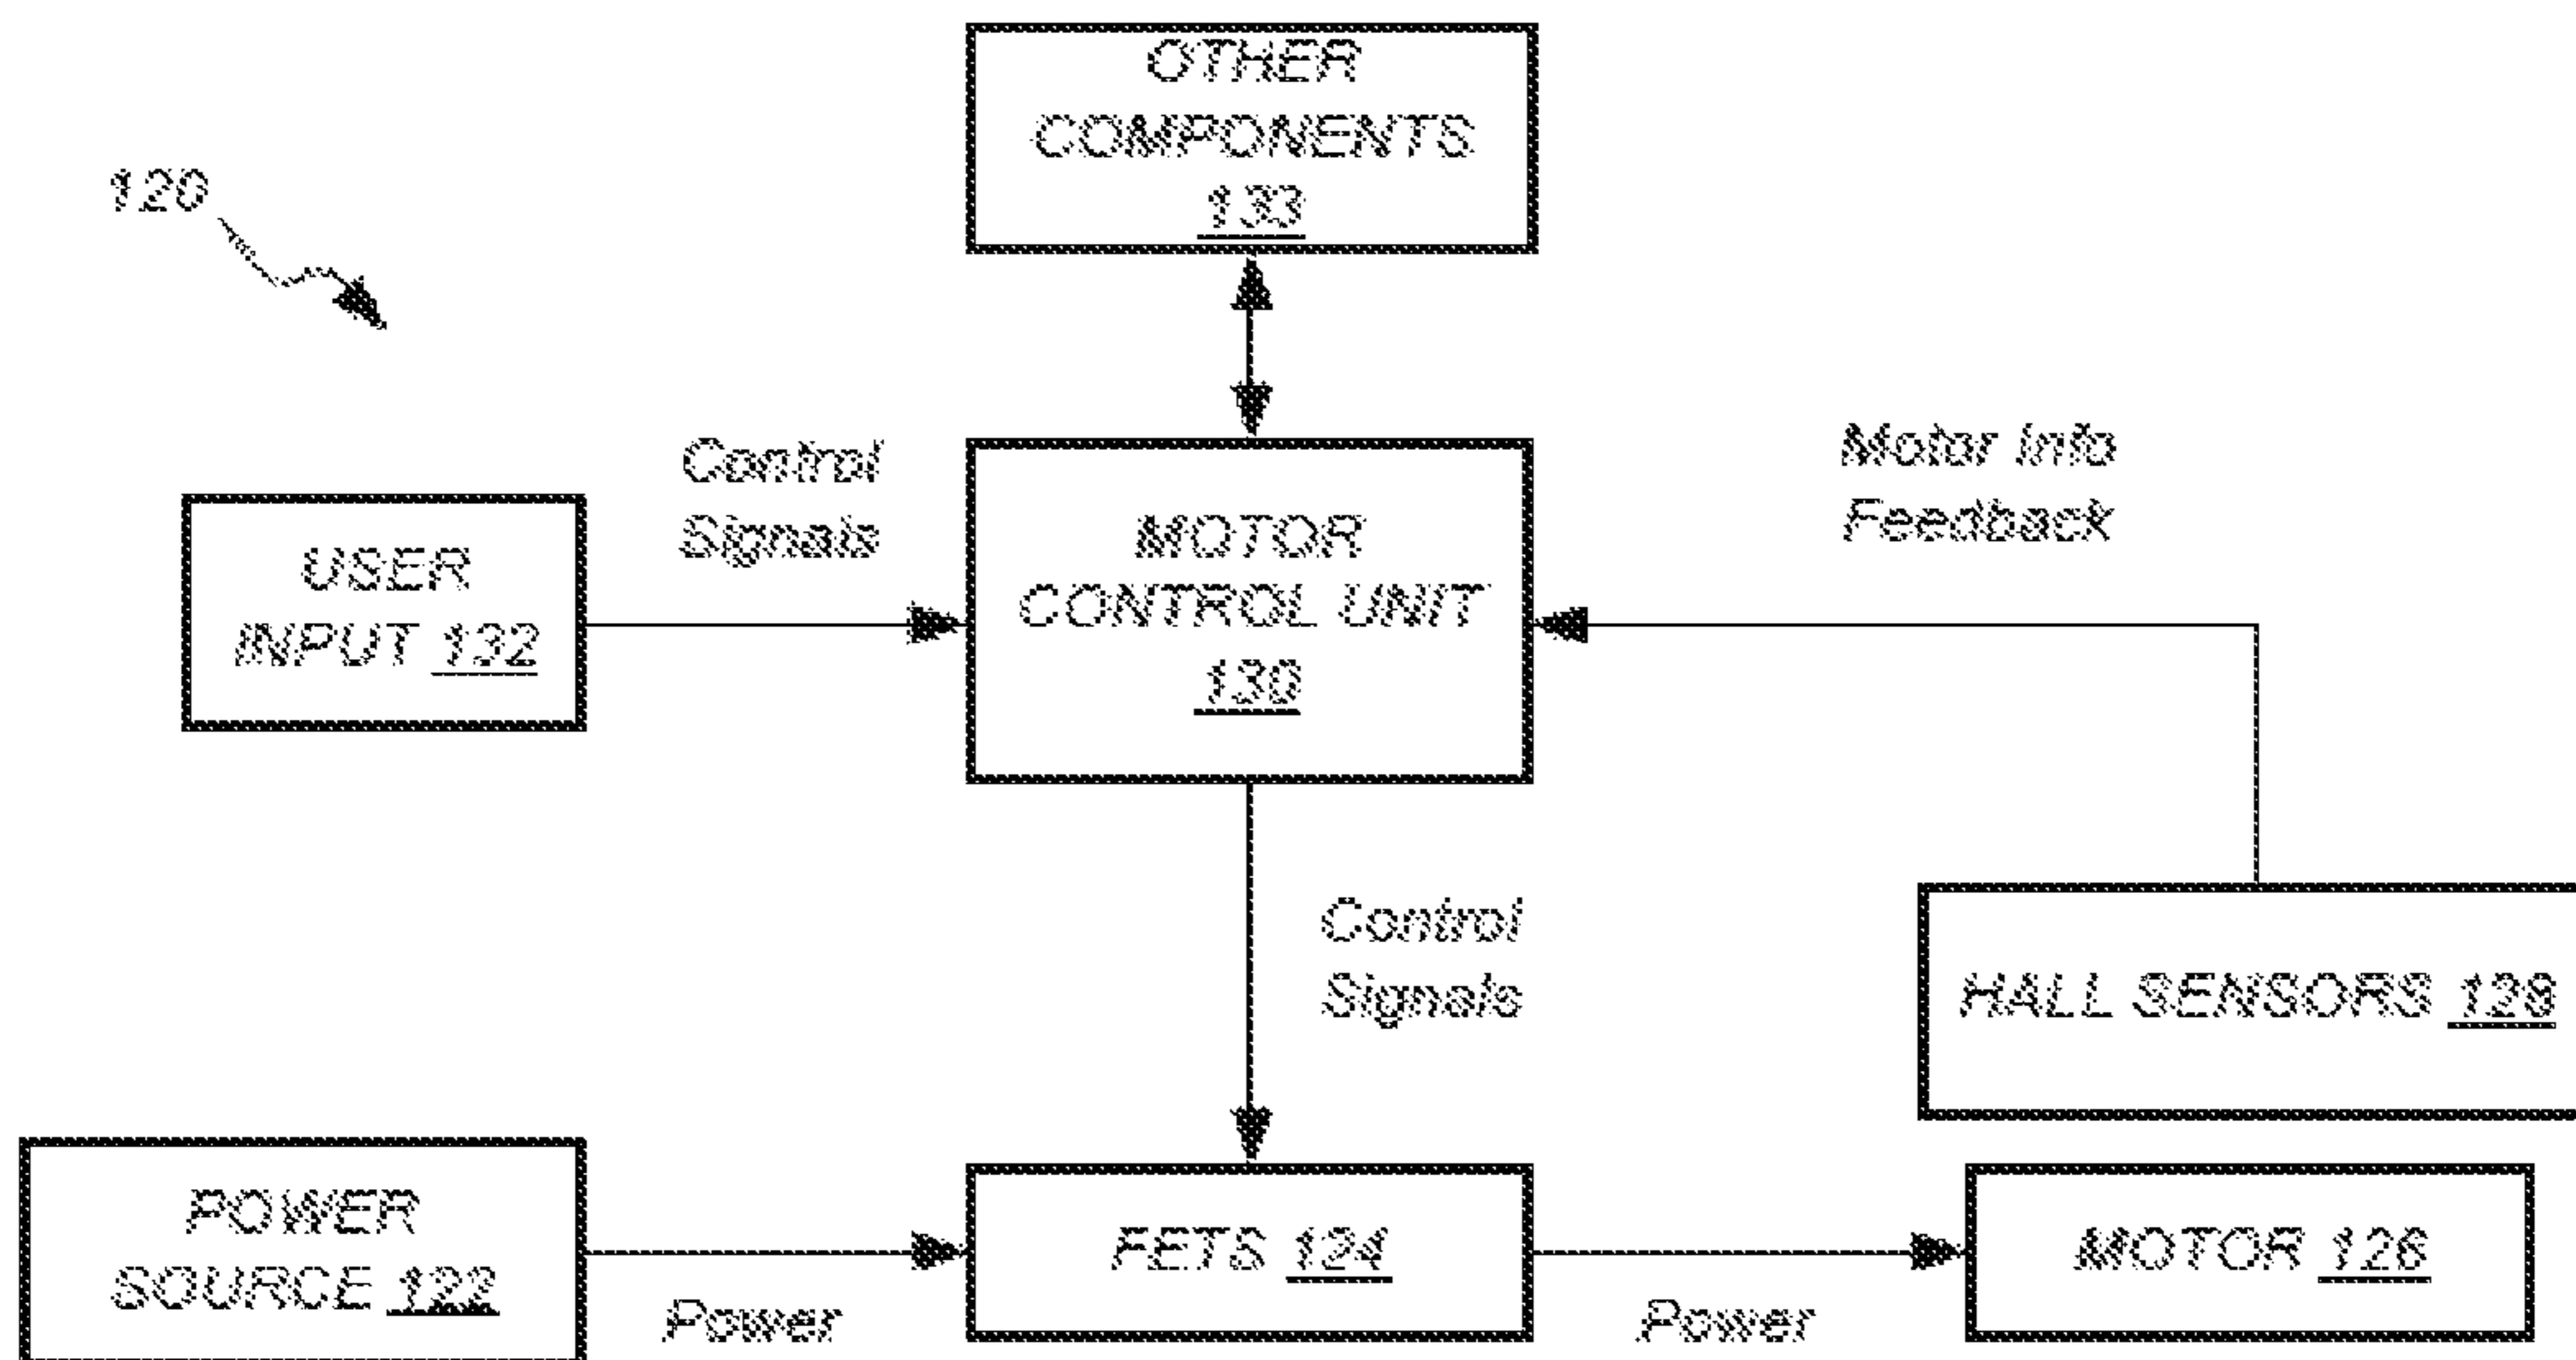 OTHER
COMPONENTS
133
120
Control
Signals
Motor Info
Feedback
USER
INPUT 132
MOTOR
CONTROL UNIT
130
Control
Signals
HALL SENSORS 128
POWER
SOURCE 122
Power
FETS 124
Power
MOTOR 126